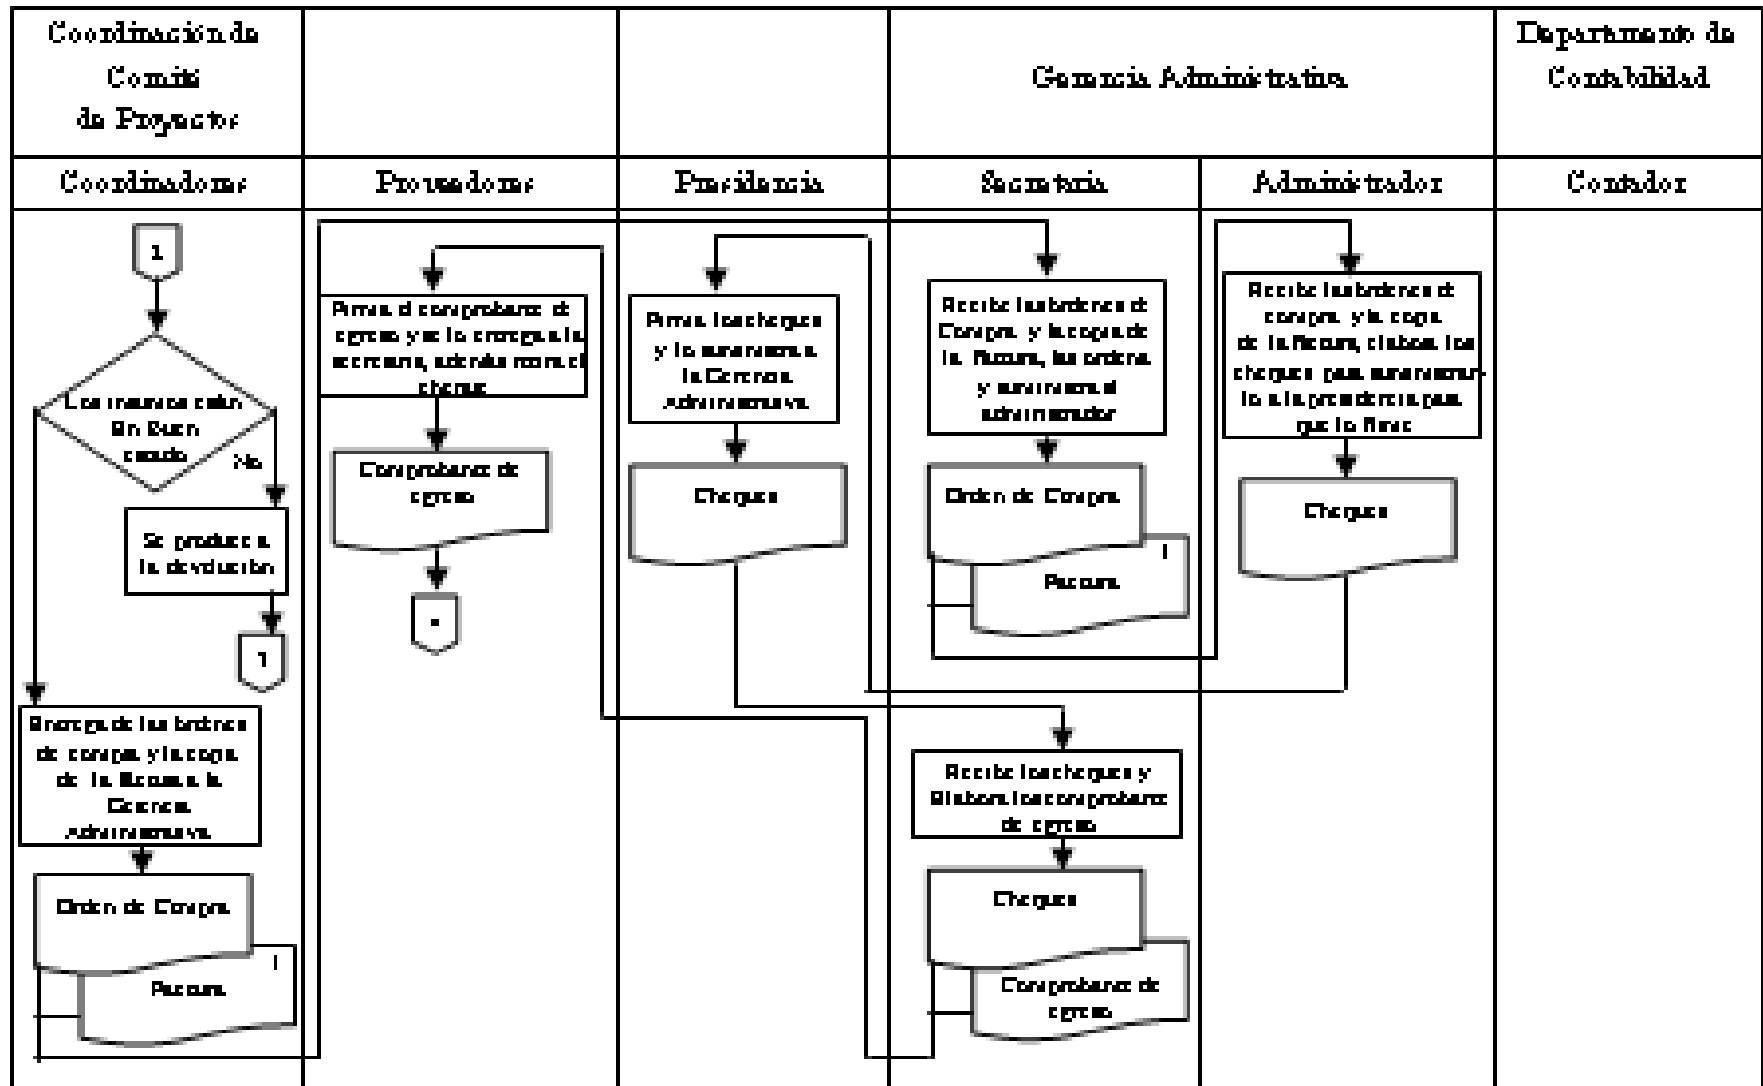 Coordinación de
Comité
de Proyectos
Gerencia Administrativa
Departamento de
Contabilidad
Coordinadores
Proveedores
Presidencia
Secretaria
Administrador
Contador
1
Los insumos están
En Buen
estado
No
Se produce a
la devolución
1
Entrega de las órdenes
de compra y la copia
de la factura a la
Gerencia
Administrativa
Orden de Compra
1
Factura
Firma el comprobante de
egreso y se lo entrega a la
secretaria, además retira el
cheque
Comprobante de
egreso
Firma los cheques
y lo suministra a
la Gerencia
Administrativa
Cheques
Recibe las órdenes de
Compra y la copia de
la Factura, las ordena
y suministra al
administrador
Orden de Compra
1
Factura
Recibe los cheques y
Elabora los comprobante
de egreso
Cheques
Comprobante de
egreso
Recibe las órdenes de
compra y la copia
de la factura, elabora los
cheques para suministrar-
lo a la presidencia para
que lo firme
Cheques